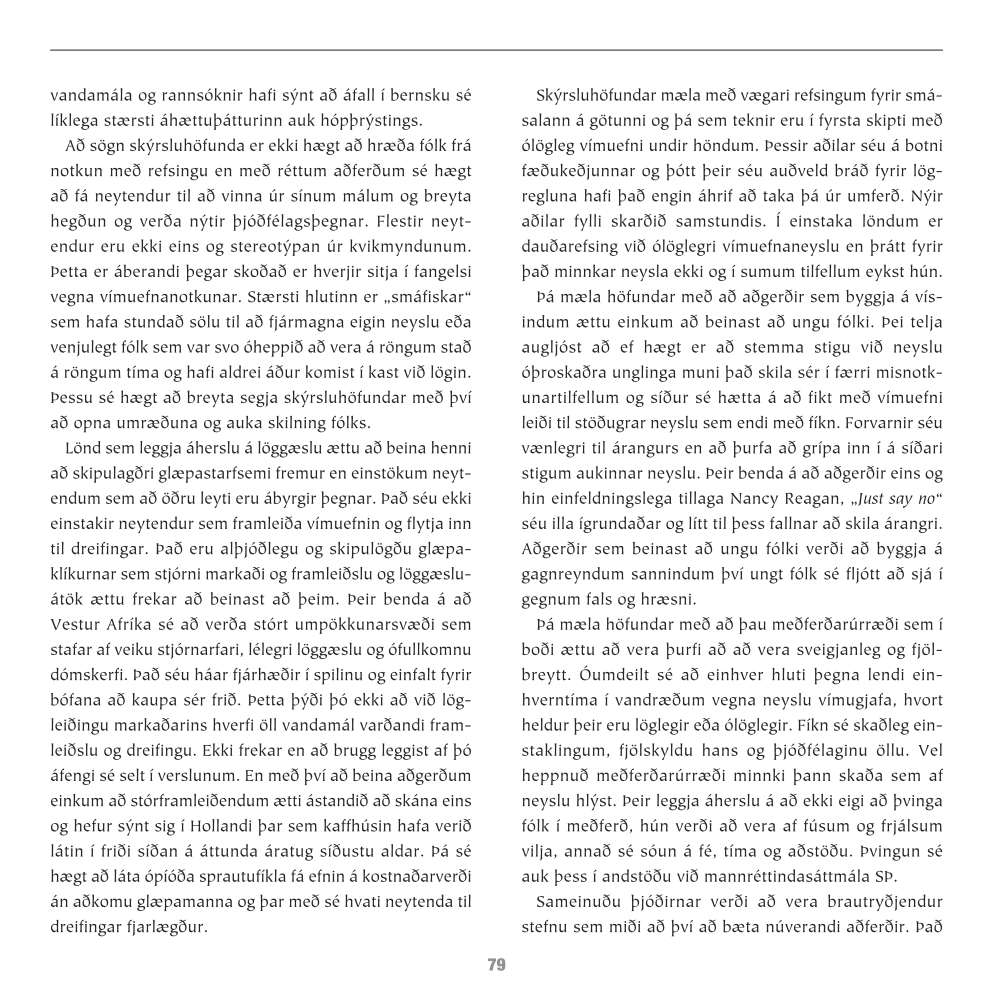 vandamála og rannsóknir hafi sýnt að áfall í bernsku sé
líklega stærsti áhættuþátturinn auk hópþrýstings.
Að sögn skýrsluhöfunda er ekki hægt að hræða fólk frá
notkun með refsingu en með réttum aðferðum sé hægt
að fá neytendur til að vinna úr sínum málum og breyta
hegðun og verða nýtir þjóðfélagsþegnar. Flestir neyt-
endur eru ekki eins og stereotýpan úr kvikmyndunum.
Þetta er áberandi þegar skoðað er hverjir sitja í fangelsi
vegna vímuefnanotkunar. Stærsti hlutinn er „smáfiskar“
sem hafa stundað sölu til að fjármagna eigin neyslu eða
venjulegt fólk sem var svo óheppið að vera á röngum stað
á röngum tíma og hafi aldrei áður komist í kast við lögin.
Þessu sé hægt að breyta segja skýrsluhöfundar með því
að opna umræðuna og auka skilning fólks.
Lönd sem leggja áherslu á löggæslu ættu að beina henni
að skipulagðri glæpastarfsemi fremur en einstökum neyt-
endum sem að öðru leyti eru ábyrgir þegnar. Það séu ekki
einstakir neytendur sem framleiða vímuefnin og flytja inn
til dreifingar. Það eru alþjóðlegu og skipulögðu glæpa-
klíkurnar sem stjórni markaði og framleiðslu og löggæslu-
átök ættu frekar að beinast að þeim. Þeir benda á að
Vestur Afríka sé að verða stórt umpökkunarsvæði sem
stafar af veiku stjórnarfari, lélegri löggæslu og ófullkomnu
dómskerfi. Það séu háar fjárhæðir í spilinu og einfalt fyrir
bófana að kaupa sér frið. Þetta þýði þó ekki að við lög-
leiðingu markaðarins hverfi öll vandamál varðandi fram-
leiðslu og dreifingu. Ekki frekar en að brugg leggist af þó
áfengi sé selt í verslunum. En með því að beina aðgerðum
einkum að stórframleiðendum ætti ástandið að skána eins
og hefur sýnt sig í Hollandi þar sem kaffhúsin hafa verið
látin í friði síðan á áttunda áratug síðustu aldar. Þá sé
hægt að láta ópíóða sprautufíkla fá efnin á kostnaðarverði
án aðkomu glæpamanna og þar með sé hvati neytenda til
dreifingar fjarlægður.
Skýrsluhöfundar mæla með vægari refsingum fyrir smá-
salann á götunni og þá sem teknir eru í fyrsta skipti með
ólögleg vímuefni undir höndum. Þessir aðilar séu á botni
fæðukeðjunnar og þótt þeir séu auðveld bráð fyrir lög-
regluna hafi það engin áhrif að taka þá úr umferð. Nýir
aðilar fylli skarðið samstundis. Í einstaka löndum er
dauðarefsing við ólöglegri vímuefnaneyslu en þrátt fyrir
það minnkar neysla ekki og í sumum tilfellum eykst hún.
Þá mæla höfundar með að aðgerðir sem byggja á vís-
indum ættu einkum að beinast að ungu fólki. Þei telja
augljóst að ef hægt er að stemma stigu við neyslu
óþroskaðra unglinga muni það skila sér í færri misnotk-
unartilfellum og síður sé hætta á að fikt með vímuefni
leiði til stöðugrar neyslu sem endi með fíkn. Forvarnir séu
vænlegri til árangurs en að þurfa að grípa inn í á síðari
stigum aukinnar neyslu. Þeir benda á að aðgerðir eins og
hin einfeldningslega tillaga Nancy Reagan, „Just say no“
séu illa ígrundaðar og lítt til þess fallnar að skila árangri.
Aðgerðir sem beinast að ungu fólki verði að byggja á
gagnreyndum sannindum því ungt fólk sé fljótt að sjá í
gegnum fals og hræsni.
Þá mæla höfundar með að þau meðferðarúrræði sem í
boði ættu að vera þurfi að að vera sveigjanleg og fjöl-
breytt. Óumdeilt sé að einhver hluti þegna lendi ein-
hverntíma í vandræðum vegna neyslu vímugjafa, hvort
heldur þeir eru löglegir eða ólöglegir. Fíkn sé skaðleg ein-
staklingum, fjölskyldu hans og þjóðfélaginu öllu. Vel
heppnuð meðferðarúrræði minnki þann skaða sem af
neyslu hlýst. Þeir leggja áherslu á að ekki eigi að þvinga
fólk í meðferð, hún verði að vera af fúsum og frjálsum
vilja, annað sé sóun á fé, tíma og aðstöðu. Þvingun sé
auk þess í andstöðu við mannréttindasáttmála SÞ.
Sameinuðu þjóðirnar verði að vera brautryðjendur
stefnu sem miði að því að bæta núverandi aðferðir. Það
79